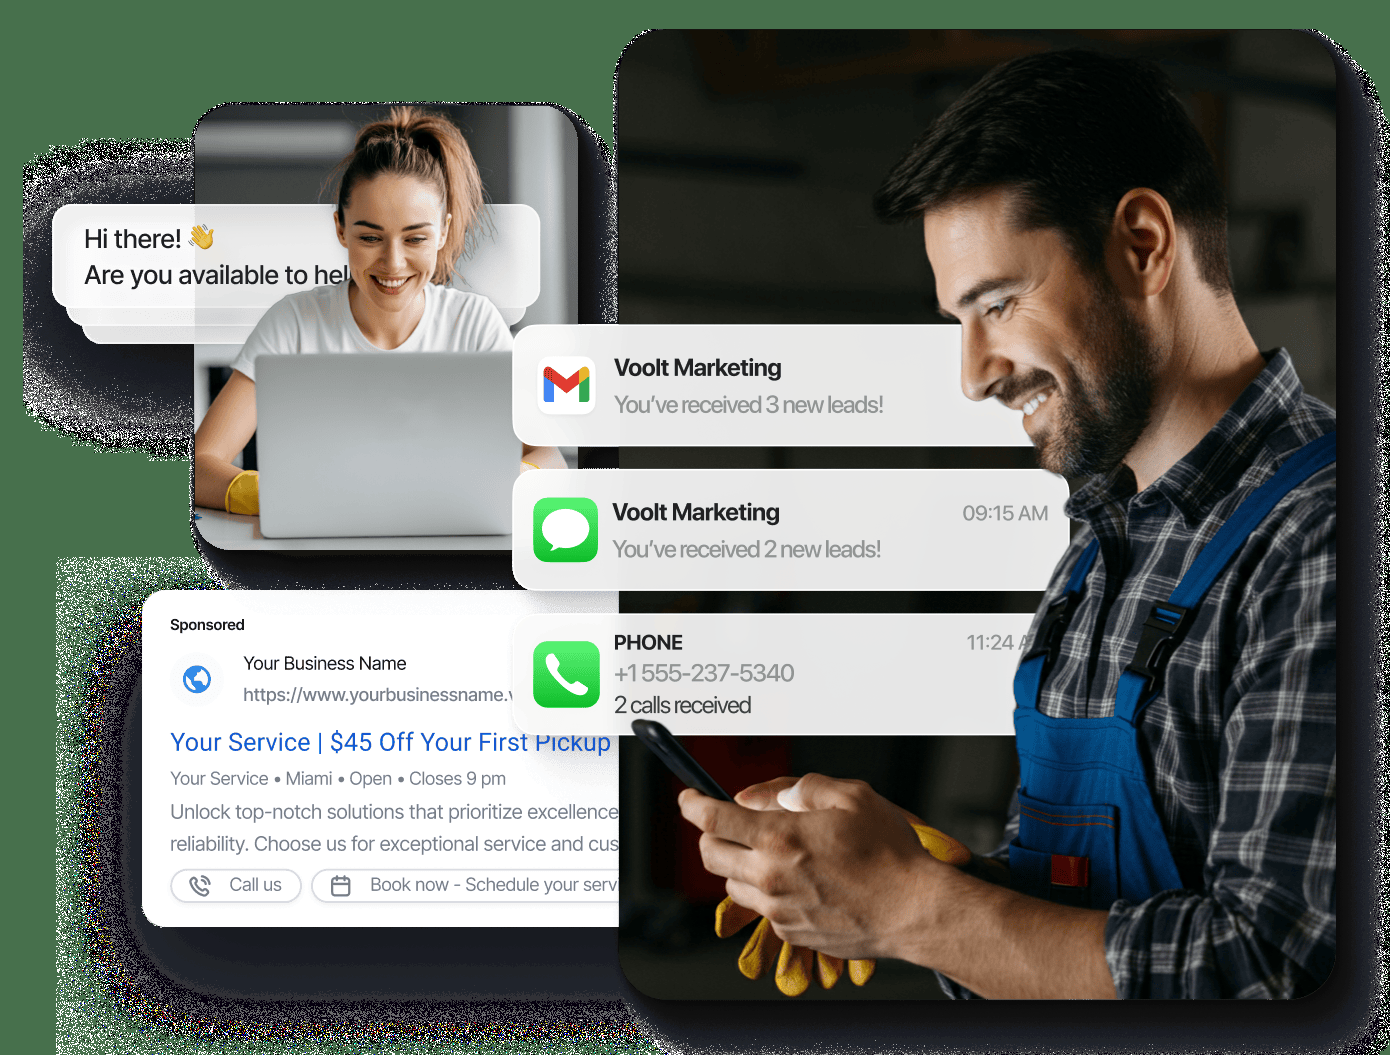 Hi there! 👋
Are you available to hel
Voolt Marketing
You've received 3 new leads!
Voolt Marketing
09:15 AM
You've received 2 new leads!
PHONE
11:24 A
+1 555-237-5340
2 calls received
Sponsored
Your Business Name
https://www.yourbusinessname.
Your Service | $45 Off Your First Pickup
Your Service • Miami • Open • Closes 9 pm
Unlock top-notch solutions that prioritize excellence
reliability. Choose us for exceptional service and cus
Call us
Book now - Schedule your servi